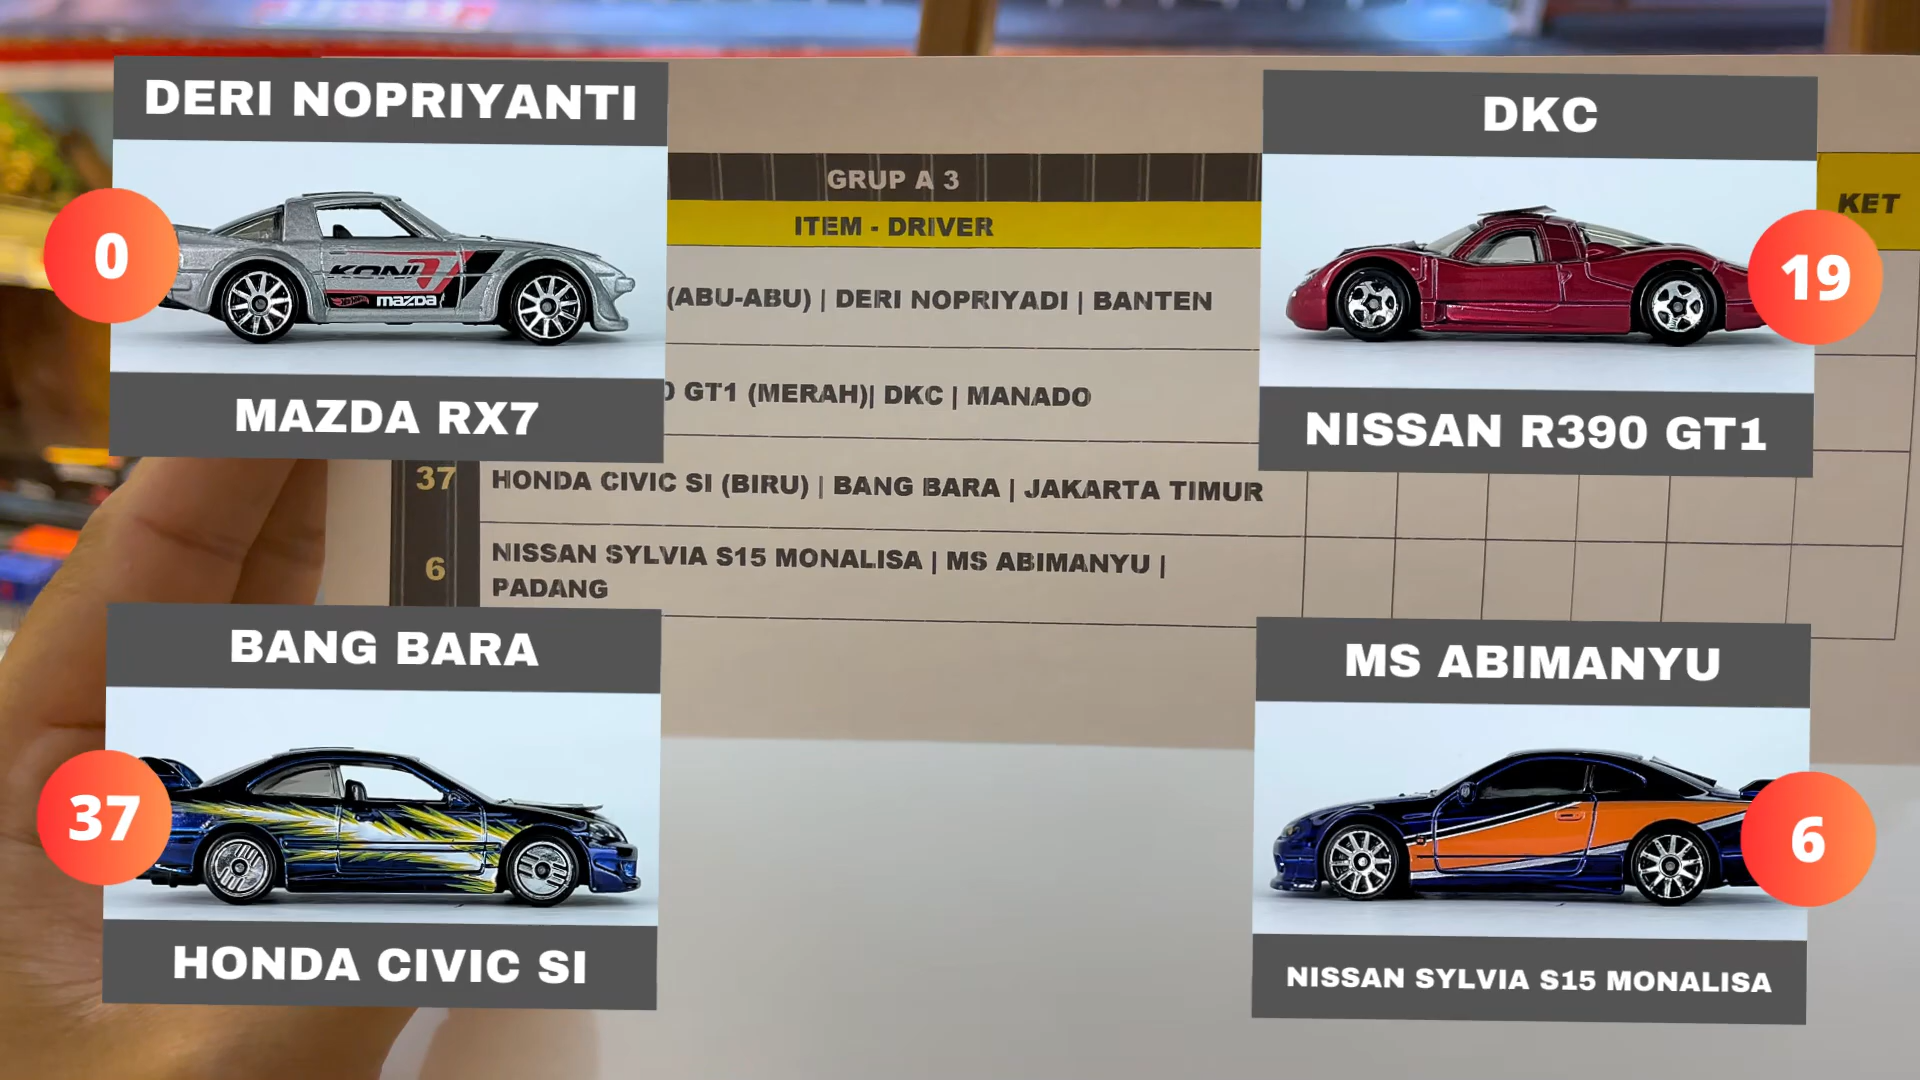 DERI NOPRIYANTI
0
KONI
mazda
MAZDA RX7
DKC
19
NISSAN R390 GT1
GRUP A 3
KET
ITEM - DRIVER
(ABU-ABU) | DERI NOPRIYADI | BANTEN
GT1 (MERAH)| DKC | MANADO
37 HONDA CIVIC SI (BIRU) | BANG BARA | JAKARTA TIMUR
6 NISSAN SYLVIA S15 MONALISA | MS ABIMANYU |
PADANG
BANG BARA
37
HONDA CIVIC SI
MS ABIMANYU
6
NISSAN SYLVIA S15 MONALISA